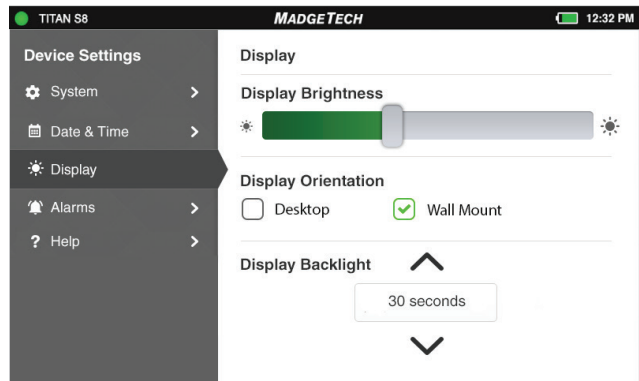 TITAN S8
MADGETECH
12:32 PM
Device Settings
System
Date & Time
Display
Alarms
? Help
Display
Display Brightness
Display Orientation
Desktop
Wall Mount
Display Backlight
30 seconds